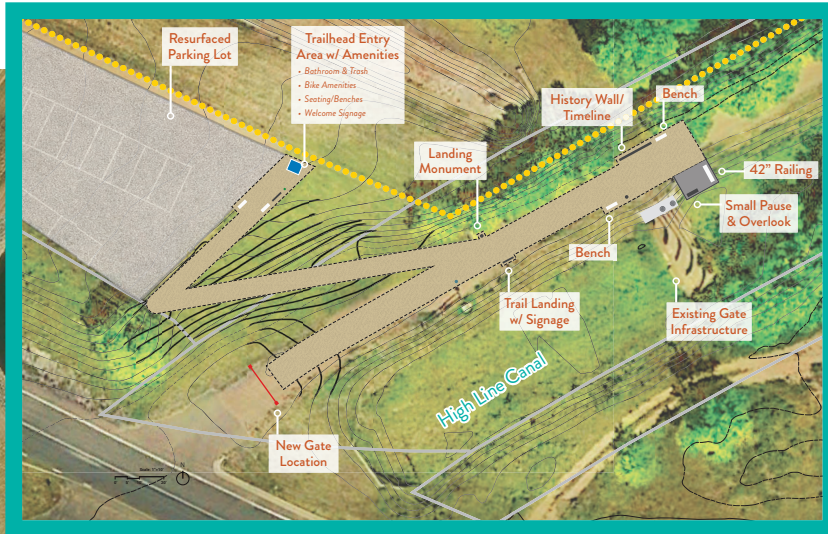 Resurfaced
Parking Lot
Trailhead Entry
Area w/ Amenities
• Bathroom & Trash
• Bike Amenities
• Seating/Benches
• Welcome Signage
History Wall/
Timeline
Bench
Landing
Monument
42" Railing
Small Pause
& Overlook
Bench
Trail Landing
w/ Signage
Existing Gate
Infrastructure
High Line Canal
New Gate
Location
N